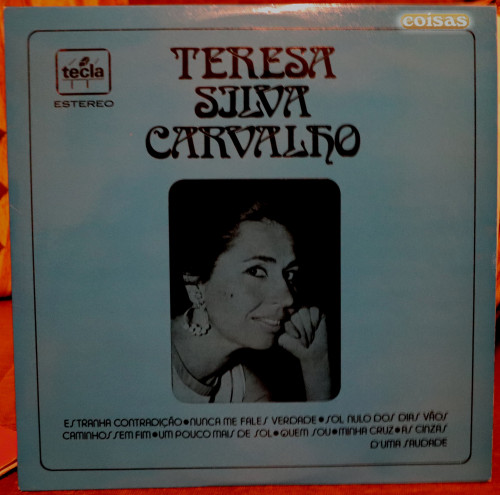 coisas
tecla
ESTEREO
TERESA
SILVA
CARVALHO
ESTRANHA CONTRADIÇÃO•NUNCA ME FALES VERDADE•SOL NULO DOS DIAS VÃOS
CAMINHOS SEM FIM•UM POUCO MAIS DE SOL•QUEM SOU•MINHA CRUZ•AS CINZAS
D'UMA SAUDADE